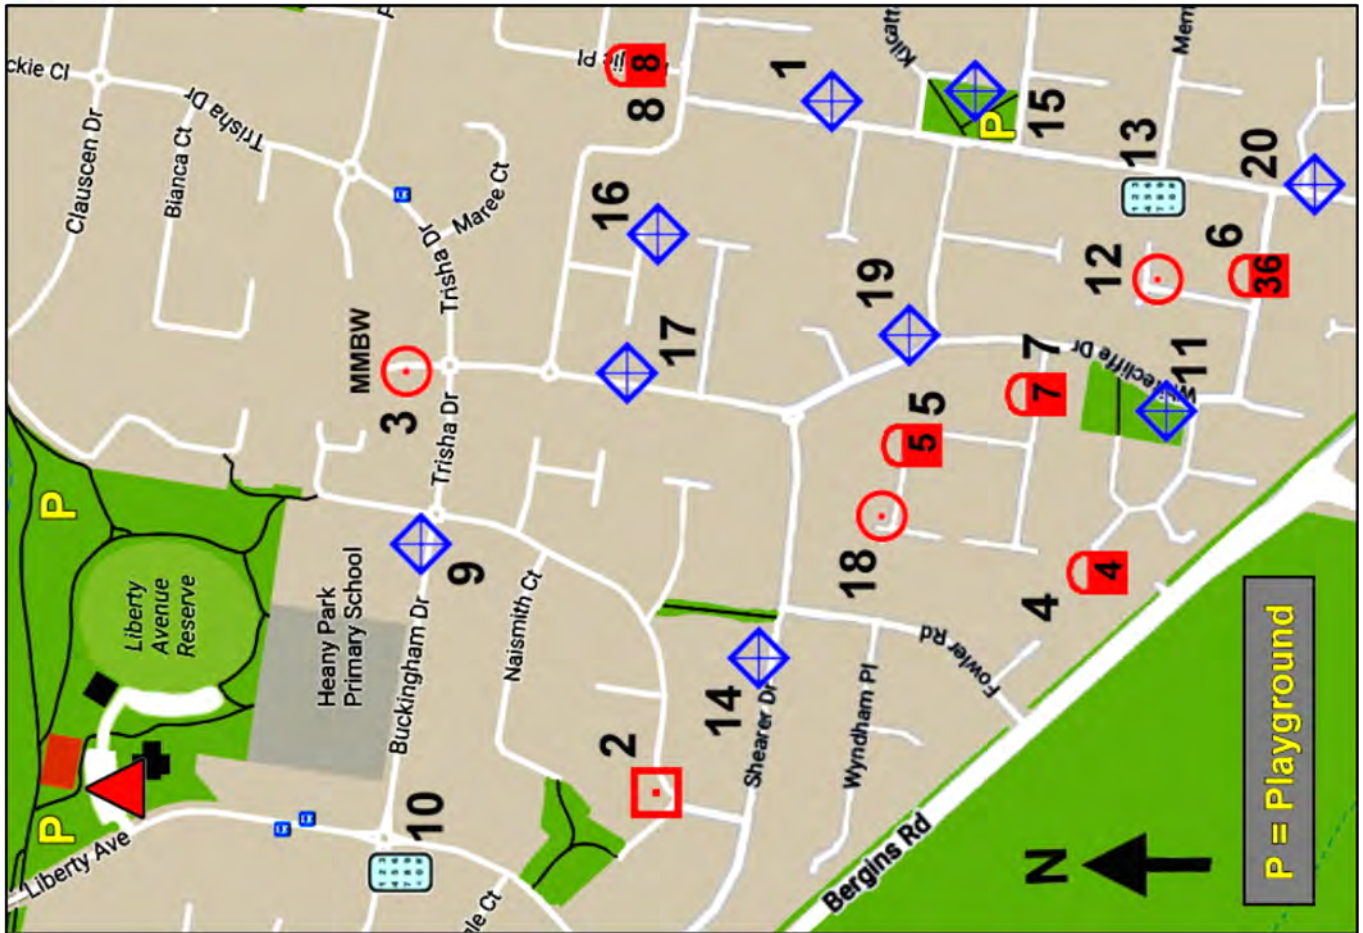 ckie Cl
Clauscen Dr
Bianca Ct
Trisha Dr
Maree Ct
Trisha Dr
Trisha Dr
8
8
1
15
P
13
20
16
17
19
12
6
36
11
7
7
5
5
18
4
4
MMBW
3
P
P
Liberty
Avenue
Reserve
Heany Park
Primary School
Buckingham Dr
9
Naismith Ct
10
2
14
Shearer Dr
Wyndham Pl
Fowler Rd
Liberty Ave
gle Ct
Bergins Rd
N
P = Playground